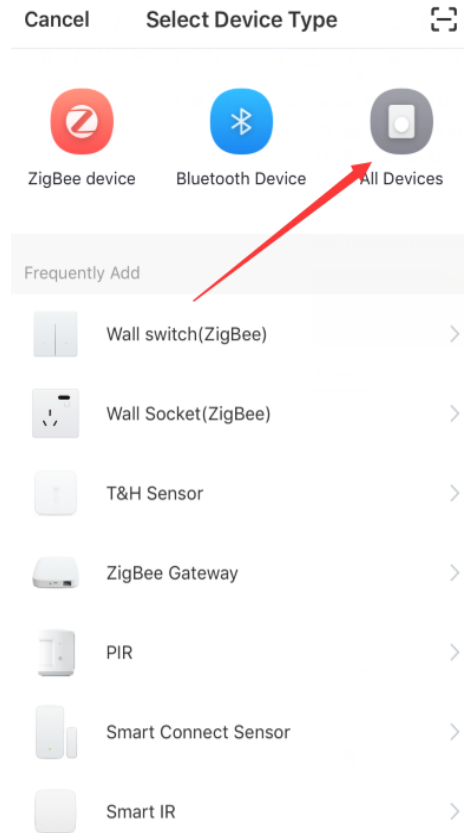 Cancel Select Device Type
ZigBee device Bluetooth Device All Devices
Frequently Add
Wall switch(ZigBee)
Wall Socket(ZigBee)
T&H Sensor
ZigBee Gateway
PIR
Smart Connect Sensor
Smart IR